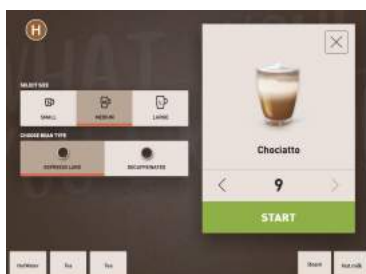 H
SELECT SIZE
SMALL
MEDIUM
LARGE
CHOOSE BEAN TYPE
ESPRESSO
DECAFFEINATED
Chociatto
9
START
Hot Water
Tea
Tea
Steam
Hot milk